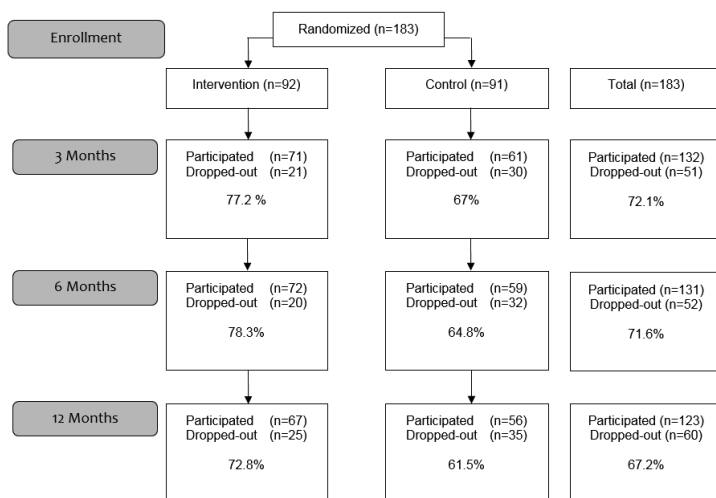 Enrollment
Randomized (n=183)
Intervention (n=92)
Control (n=91)
Total (n=183)
3 Months
Participated (n=71)
Dropped-out (n=21)
77.2 %
Participated (n=61)
Dropped-out (n=30)
67%
Participated (n=132)
Dropped-out (n=51)
72.1%
6 Months
Participated (n=72)
Dropped-out (n=20)
78.3%
Participated (n=59)
Dropped-out (n=32)
64.8%
Participated (n=131)
Dropped-out (n=52)
71.6%
12 Months
Participated (n=67)
Dropped-out (n=25)
72.8%
Participated (n=56)
Dropped-out (n=35)
61.5%
Participated (n=123)
Dropped-out (n=60)
67.2%